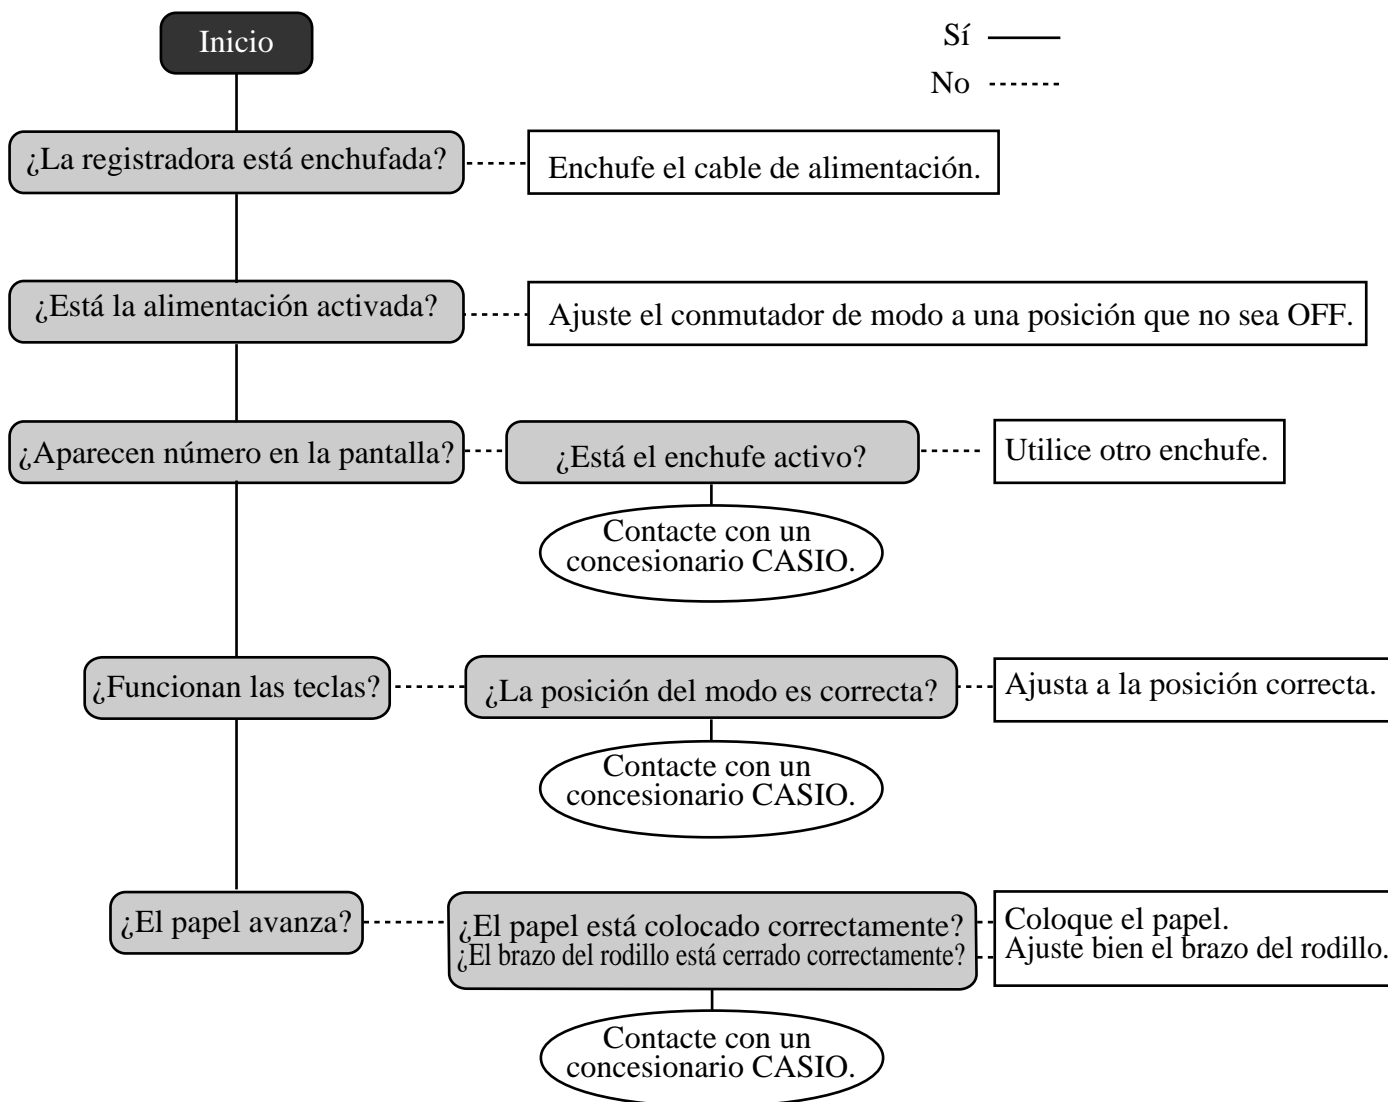 Inicio
Sí
No
¿La registradora está enchufada?
Enchufe el cable de alimentación.
¿Está la alimentación activada?
Ajuste el conmutador de modo a una posición que no sea OFF.
¿Aparecen número en la pantalla?
¿Está el enchufe activo?
Utilice otro enchufe.
Contacte con un
concesionario CASIO.
¿Funcionan las teclas?
¿La posición del modo es correcta?
Ajusta a la posición correcta.
Contacte con un
concesionario CASIO.
¿El papel avanza?
¿El papel está colocado correctamente?
¿El brazo del rodillo está cerrado correctamente?
Coloque el papel.
Ajuste bien el brazo del rodillo.
Contacte con un
concesionario CASIO.